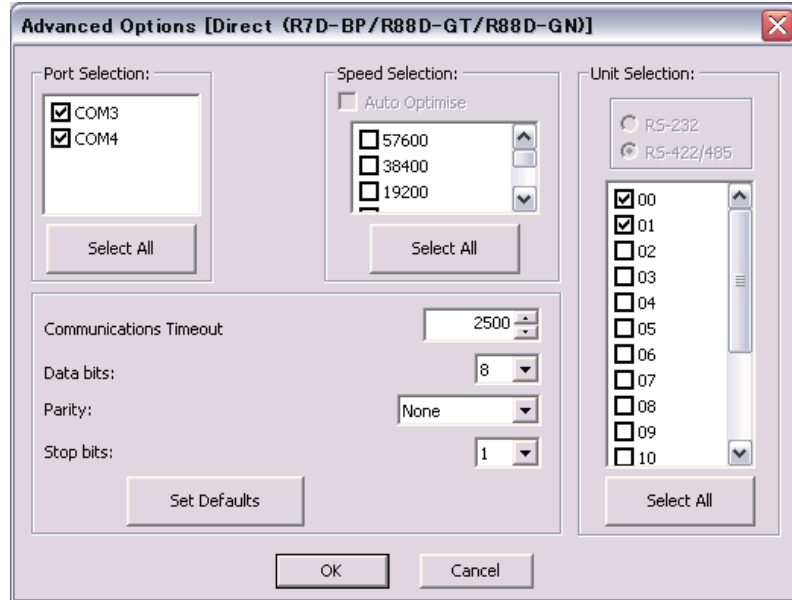 Advanced Options [Direct (R7D-BP/R88D-GT/R88D-GN)]
Port Selection:
COM3
COM4
Select All
Speed Selection:
Auto Optimise
57600
38400
19200
Select All
Unit Selection:
RS-232
RS-422/485
00
01
02
03
04
05
06
07
08
09
10
Select All
Communications Timeout 2500
Data bits: 8
Parity: None
Stop bits: 1
Set Defaults
OK Cancel